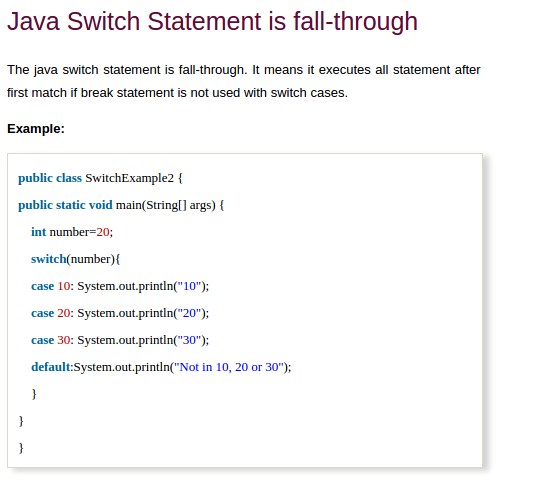 Java Switch Statement is fall-through
The java switch statement is fall-through. It means it executes all statement after
first match if break statement is not used with switch cases.
Example:
public class SwitchExample2 {
public static void main(String[] args) {
int number=20;
switch(number){
case 10: System.out.println("10");
case 20: System.out.println("20");
case 30: System.out.println("30");
default:System.out.println("Not in 10, 20 or 30");
}
}
}